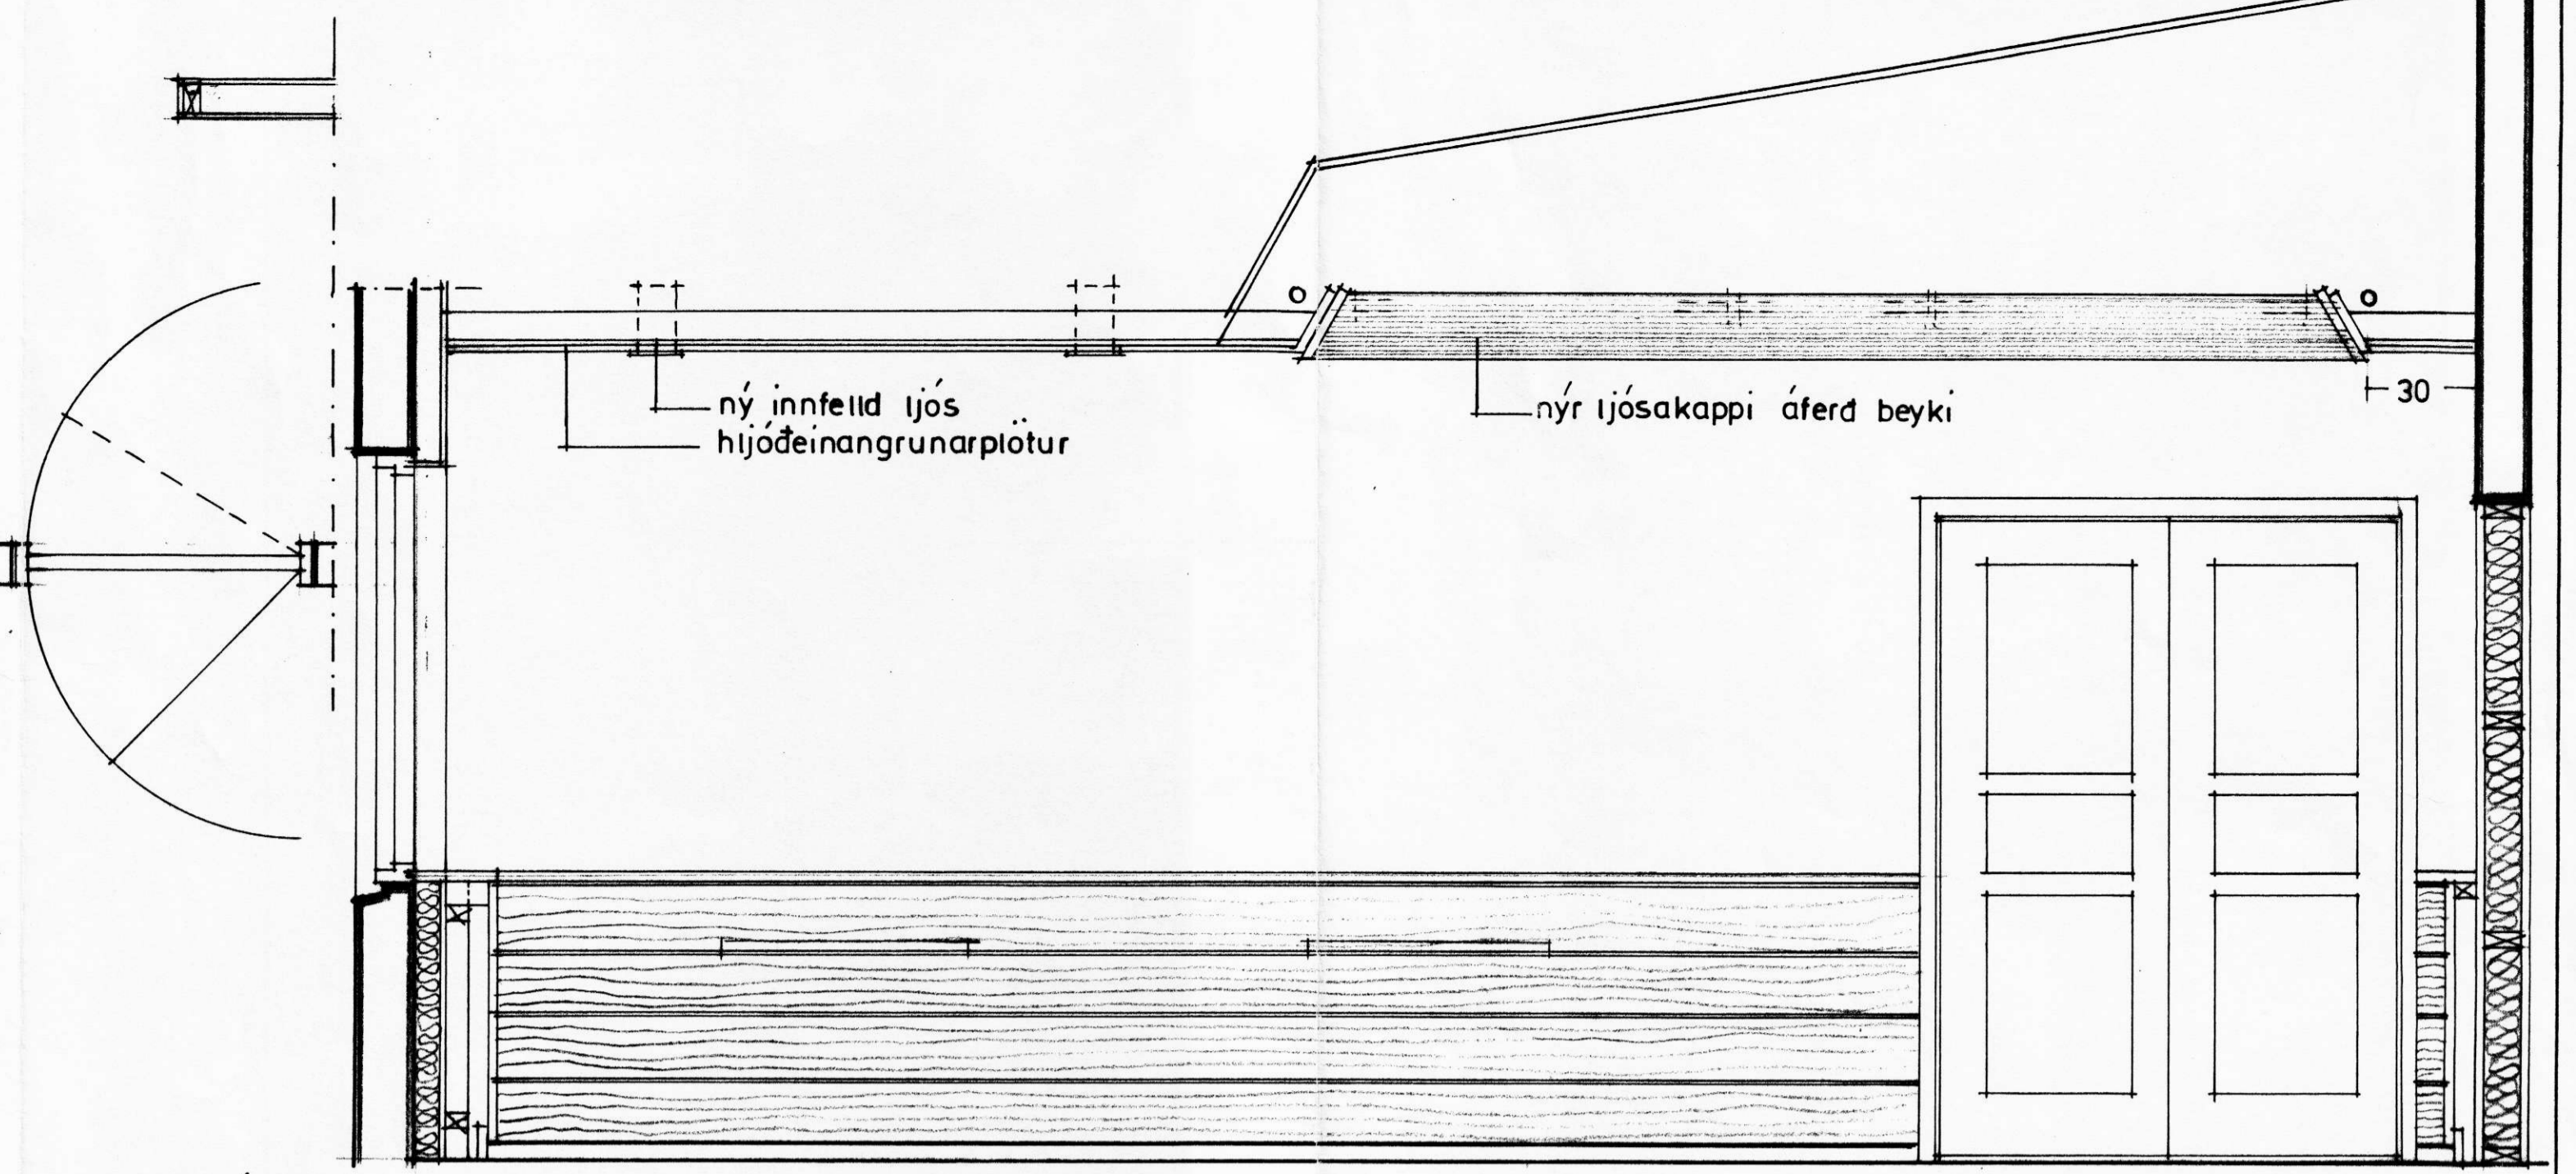 ný innfelld ljós
hljóðeinangrunarplötur
nýr ljósakappi áferð beyki
30